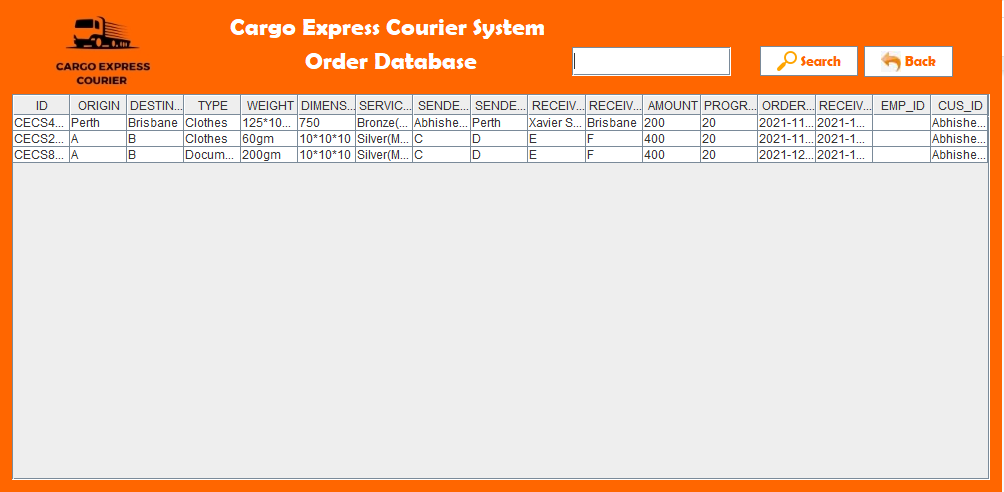 Cargo Express Courier System
Order Database
CARGO EXPRESS
COURIER
Search
Back
ID ORIGIN DESTIN... TYPE WEIGHT DIMENS... SERVIC... SENDE... SENDE... RECEIV... RECEIV... AMOUNT PROGR... ORDER... RECEIV... EMP_ID CUS_ID
CECS4... Perth Brisbane Clothes 125*10... 750 Bronze(... Abhishe... Perth Xavier S... Brisbane 200 20 2021-11... 2021-1... Abhishe...
CECS2... A B Clothes 60gm 10*10*10 Silver(M... C D E F 400 20 2021-11... 2021-1... Abhishe...
CECS8... A B Docum... 200gm 10*10*10 Silver(M... C D E F 400 20 2021-12... 2021-1... Abhishe...